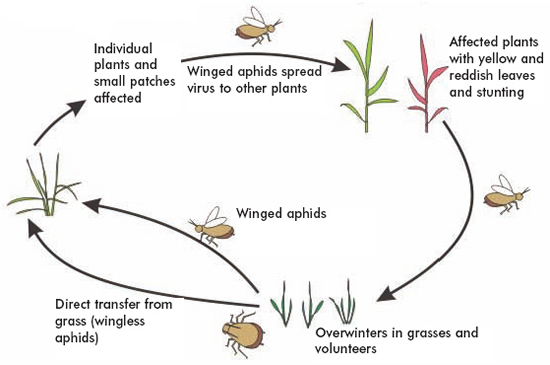 Individual
plants and
small patches
affected
Winged aphids spread
virus to other plants
Affected plants
with yellow and
reddish leaves
and stunting
Winged aphids
Direct transfer from
grass (wingless
aphids)
Overwinters in grasses and
volunteers